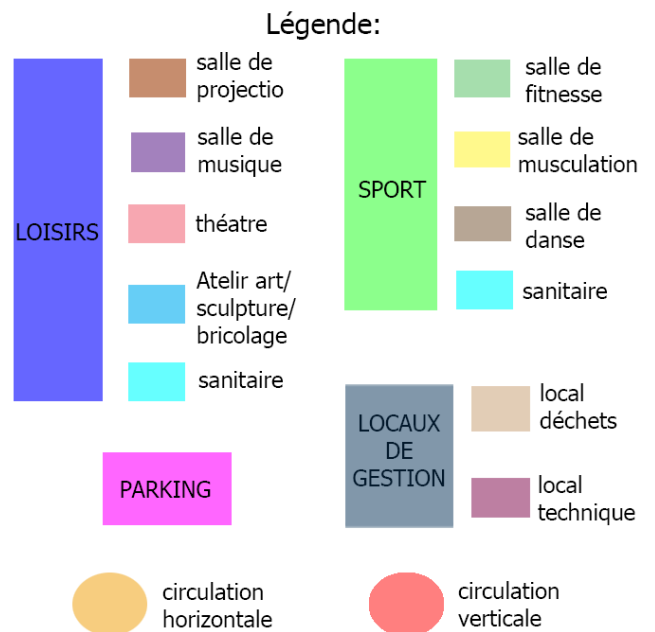 Légende:
LOISIRS
salle de
projectio
salle de
musique
théatre
Atelir art/
sculpture/
bricolage
sanitaire
SPORT
salle de
fitnesse
salle de
musculation
salle de
danse
sanitaire
PARKING
LOCAUX
DE
GESTION
local
déchets
local
technique
circulation
horizontale
circulation
verticale